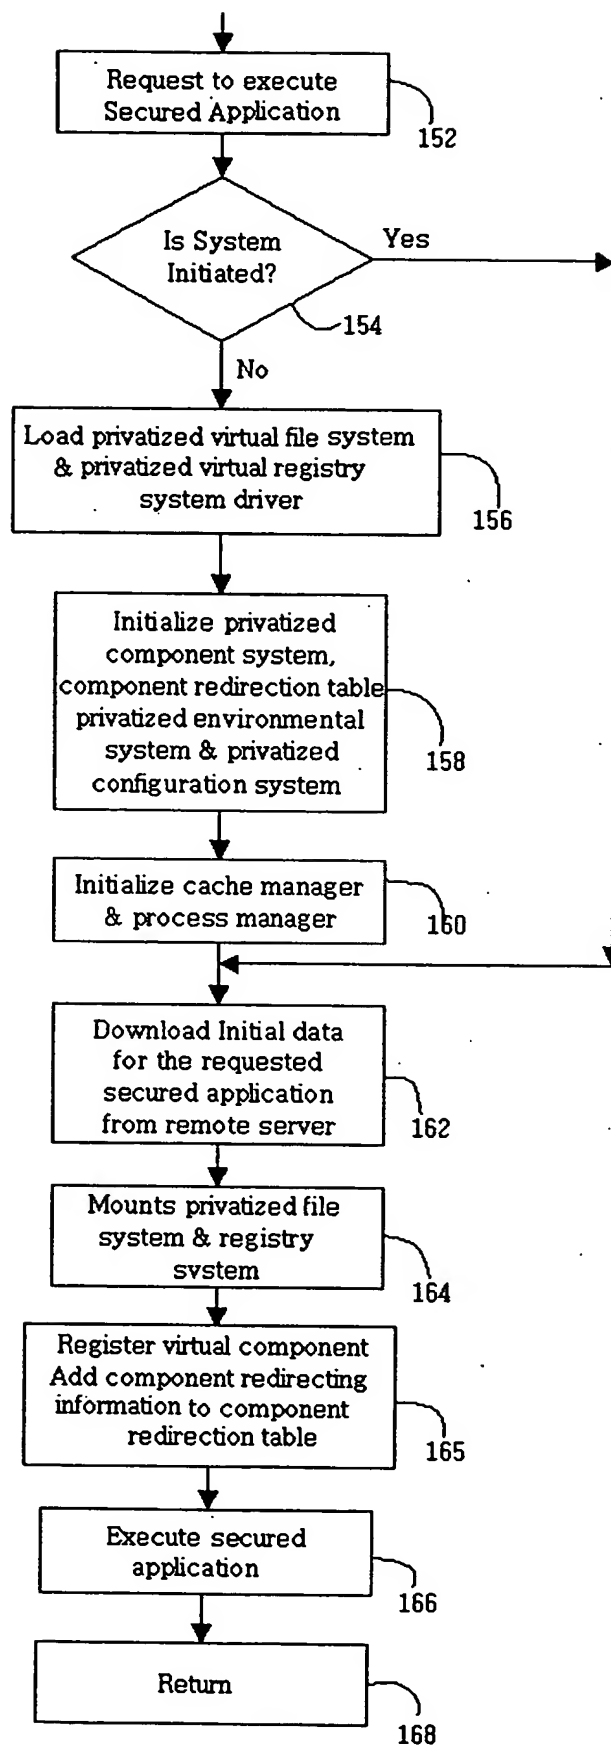 Request to execute
Secured Application
152
Is System
Initiated?
Yes
154
No
Load privatized virtual file system
& privatized virtual registry
system driver
156
Initialize privatized
component system,
component redirection table
privatized environmental
system & privatized
configuration system
158
Initialize cache manager
& process manager
160
Download Initial data
for the requested
secured application
from remote server
162
Mounts privatized file
system & registry
system
164
Register virtual component
Add component redirecting
information to component
redirection table
165
Execute secured
application
166
Return
168